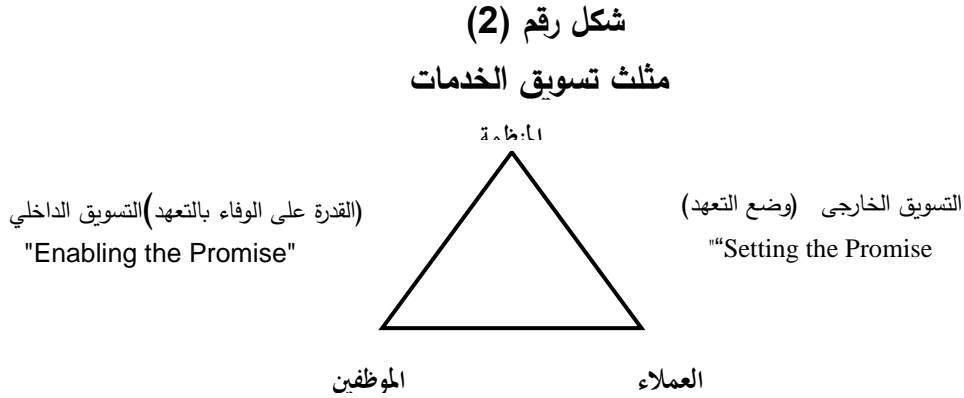 شكل رقم (2)
مثلث تسويق الخدمات
المنظمة
التسويق الخارجى (وضع التعهد)
"“Setting the Promise
(القدرة على الوفاء بالتعهد)التسويق الداخلي
"Enabling the Promise"
العملاء
الموظفين